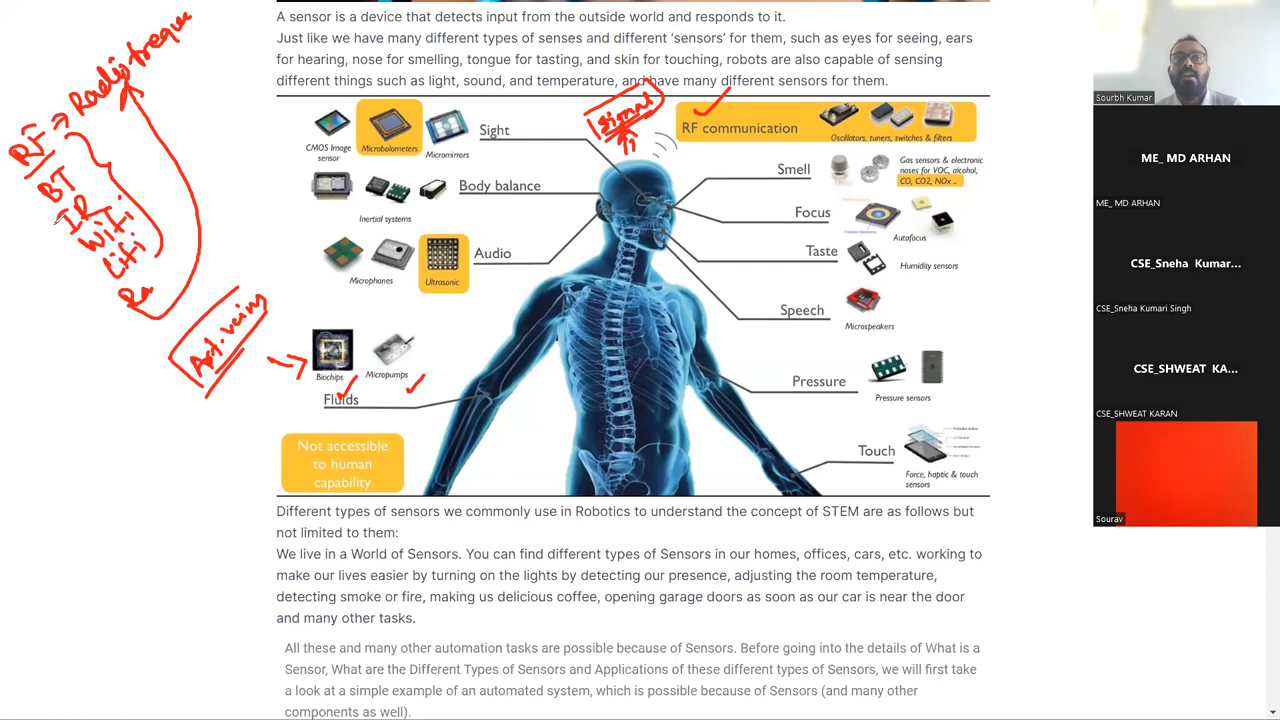 A sensor is a device that detects input from the outside world and responds to it.
Just like we have many different types of senses and different ‘sensors’ for them, such as eyes for seeing, ears
for hearing, nose for smelling, tongue for tasting, and skin for touching, robots are also capable of sensing
different things such as light, sound, and temperature, and have many different sensors for them.
RF → Radio freque
BT
IR
Wifi
Lifi
Ra
Art. veins
Signal
CMOS Image
sensor
Microbolometers
Micromirrors
Sight
Inertial systems
Body balance
Microphones
Ultrasonic
Audio
Biochips
Micropumps
Fluids
Not accessible
to human
capability
RF communication
Oscillators, tuners, switches & filters
Smell
Gas sensors & electronic
noses for VOC, alcohol,
CO, CO2, NOx ..
Focus
Autofocus
Taste
Humidity sensors
Speech
Microspeakers
Pressure
Pressure sensors
Touch
Force, haptic & touch
sensors
Different types of sensors we commonly use in Robotics to understand the concept of STEM are as follows but
not limited to them:
We live in a World of Sensors. You can find different types of Sensors in our homes, offices, cars, etc. working to
make our lives easier by turning on the lights by detecting our presence, adjusting the room temperature,
detecting smoke or fire, making us delicious coffee, opening garage doors as soon as our car is near the door
and many other tasks.
All these and many other automation tasks are possible because of Sensors. Before going into the details of What is a
Sensor, What are the Different Types of Sensors and Applications of these different types of Sensors, we will first take
a look at a simple example of an automated system, which is possible because of Sensors (and many other
components as well).
Sourbh Kumar
ME_ MD ARHAN
ME_ MD ARHAN
CSE_Sneha Kumar...
CSE_Sneha Kumari Singh
CSE_SHWEAT KA...
CSE_SHWEAT KARAN
Sourav